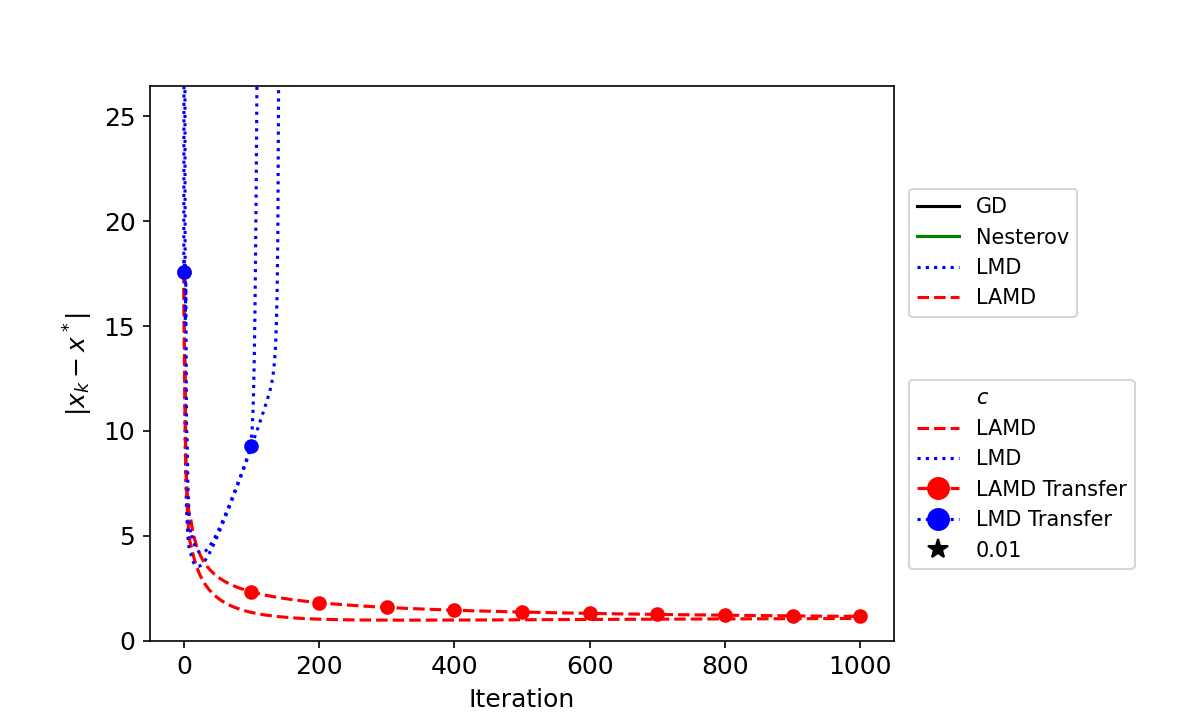 25
20
15
10
5
0
|x_k − x^*|
0 200 400 600 800 1000
Iteration
GD
Nesterov
LMD
LAMD
c
LAMD
LMD
LAMD Transfer
LMD Transfer
0.01